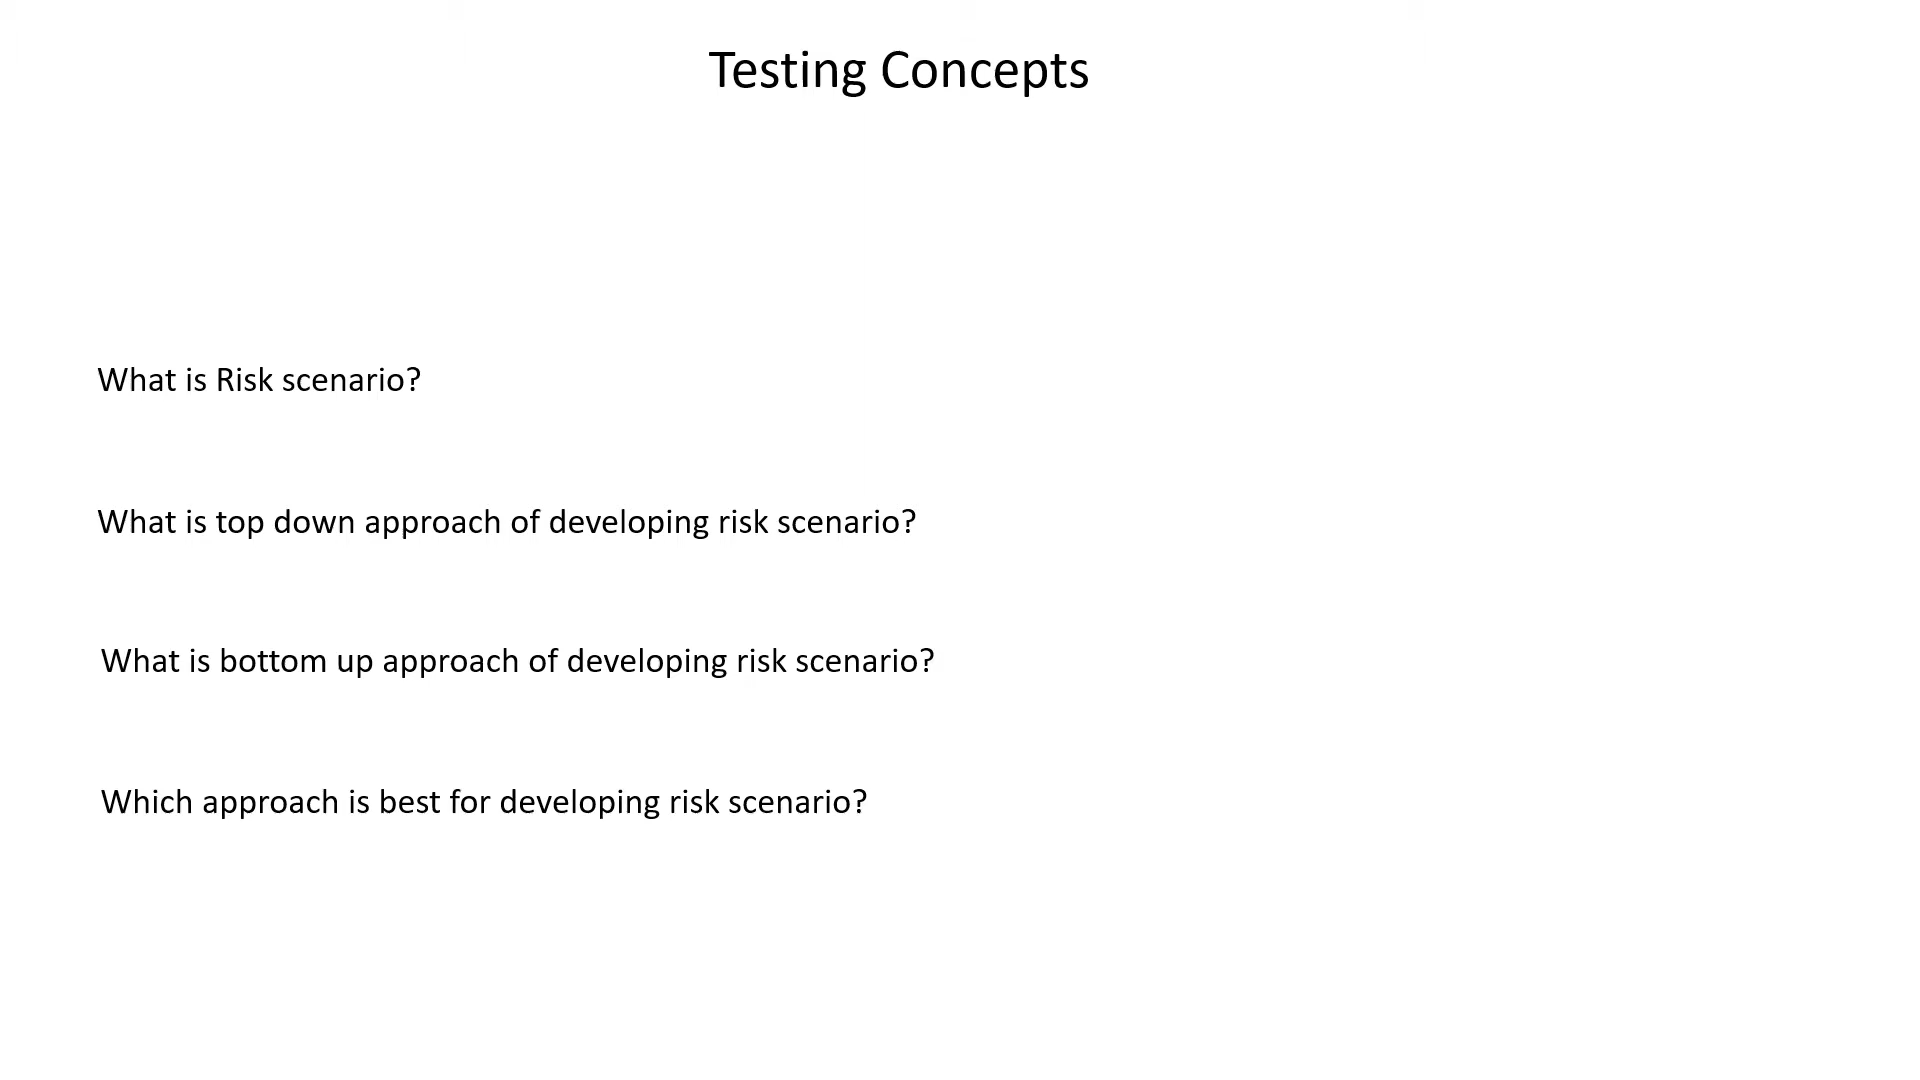 Testing Concepts
What is Risk scenario?
What is top down approach of developing risk scenario?
What is bottom up approach of developing risk scenario?
Which approach is best for developing risk scenario?